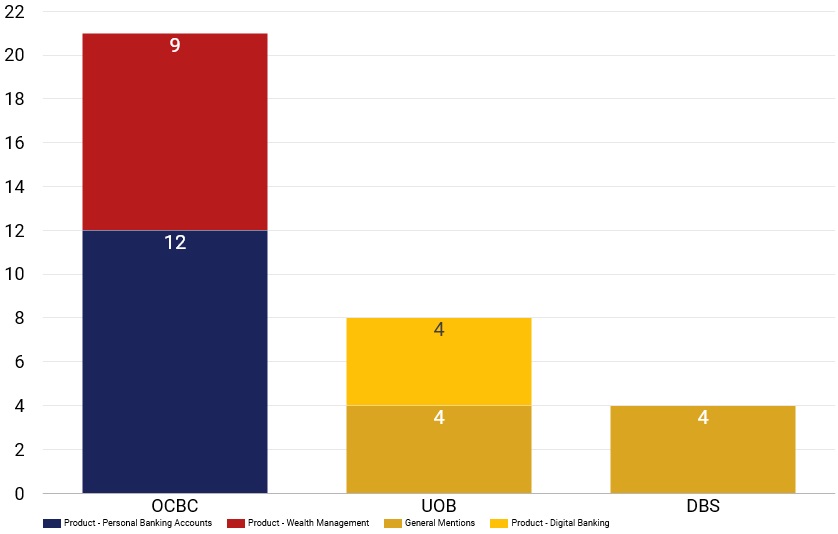 22
20
9
18
16
14
12
12
10
8
4
6
4
4
4
2
0
OCBC
UOB
DBS
Product - Personal Banking Accounts
Product - Wealth Management
General Mentions
Product - Digital Banking